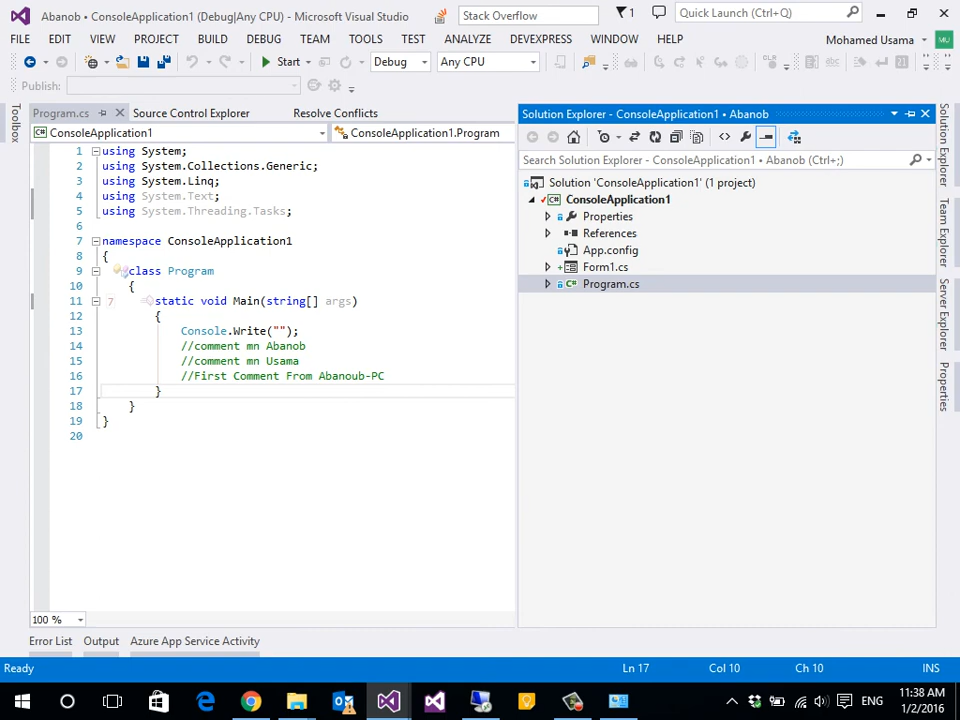 Abanob • ConsoleApplication1 (Debug|Any CPU) - Microsoft Visual Studio
Stack Overflow
1
Quick Launch (Ctrl+Q)
FILE EDIT VIEW PROJECT BUILD DEBUG TEAM TOOLS TEST ANALYZE DEVEXPRESS WINDOW HELP
Mohamed Usama MU
Start Debug Any CPU
Publish:
Toolbox
Program.cs Source Control Explorer Resolve Conflicts
ConsoleApplication1 ConsoleApplication1.Program
1 using System;
2 using System.Collections.Generic;
3 using System.Linq;
4 using System.Text;
5 using System.Threading.Tasks;
6
7 namespace ConsoleApplication1
8 {
9 class Program
10 {
11 7 static void Main(string[] args)
12 {
13 Console.Write("");
14 //comment mn Abanob
15 //comment mn Usama
16 //First Comment From Abanoub-PC
17 }
18 }
19 }
20
100 %
Solution Explorer - ConsoleApplication1 • Abanob
Search Solution Explorer - ConsoleApplication1 • Abanob (Ctrl+;)
Solution 'ConsoleApplication1' (1 project)
ConsoleApplication1
Properties
References
App.config
Form1.cs
Program.cs
Solution Explorer
Team Explorer
Server Explorer
Properties
Error List Output Azure App Service Activity
Ready Ln 17 Col 10 Ch 10 INS
ENG
11:38 AM
1/2/2016